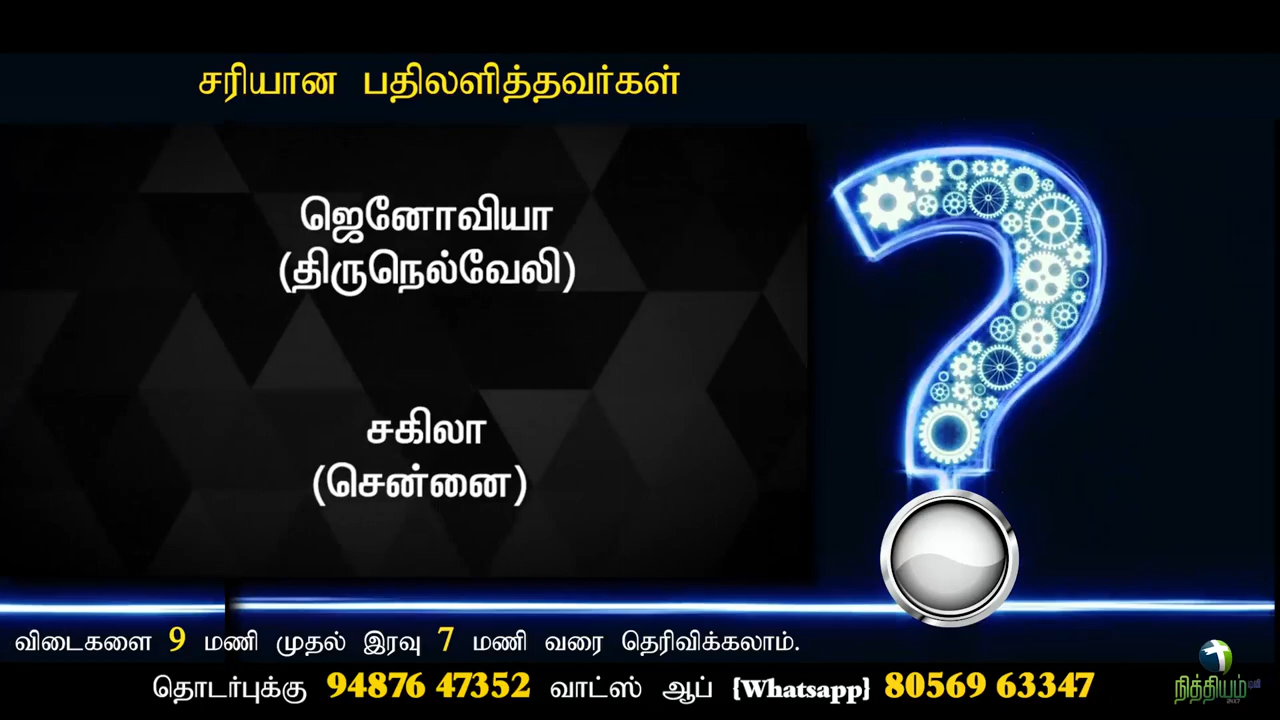 சரியான பதிலளித்தவர்கள்
ஜெனோவியா
(திருநெல்வேலி)
சகிலா
(சென்னை)
விடைகளை 9 மணி முதல் இரவு 7 மணி வரை தெரிவிக்கலாம்.
தொடர்புக்கு 94876 47352 வாட்ஸ் ஆப் {Whatsapp} 80569 63347
நித்தியம்